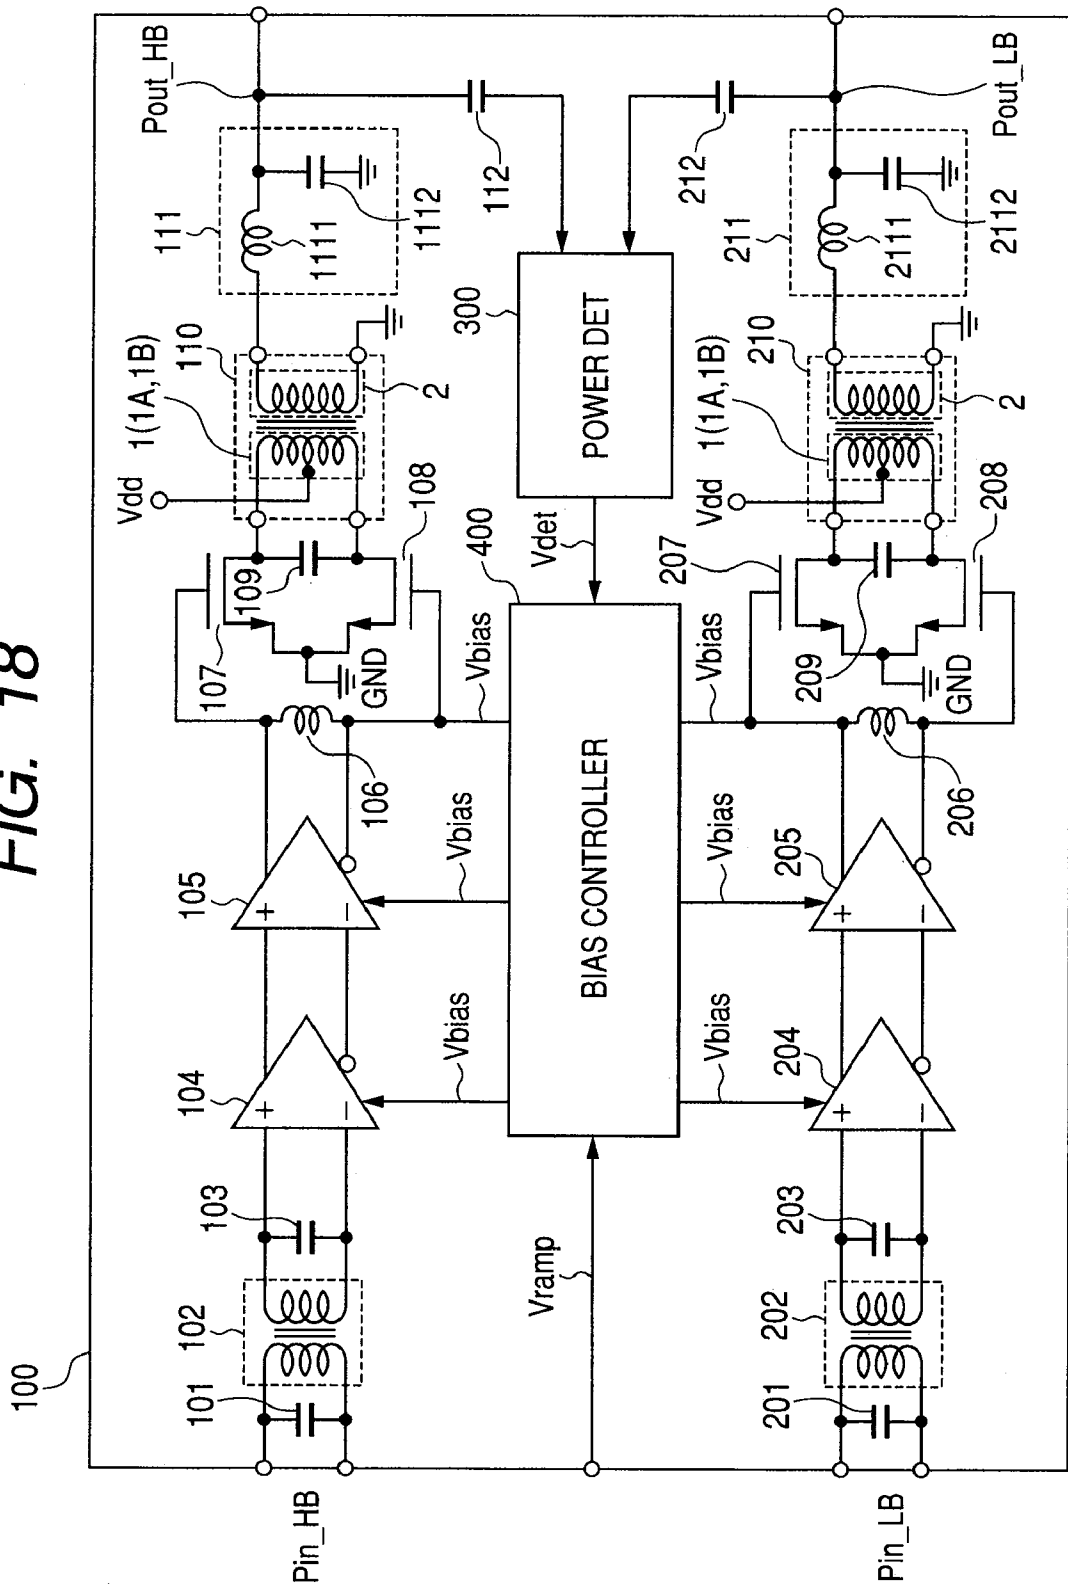 FIG. 18
100
Pin_HB
101
102
103
104
105
106
107
GND
109
108
Vdd
1(1A,1B)
110
2
111
1111
1112
Pout_HB
112
Vbias
Vbias
Vbias
Vramp
BIAS CONTROLLER
400
Vdet
POWER DET
300
212
Vbias
Vbias
Vbias
Pin_LB
201
202
203
204
205
206
207
GND
209
208
Vdd
1(1A,1B)
210
2
211
2111
2112
Pout_LB
+
−
+
−
+
−
+
−